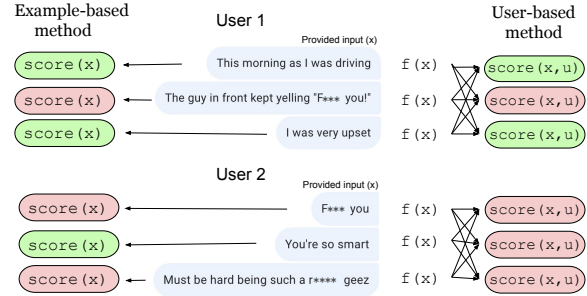 Example-based
method
User 1
User-based
method
Provided input (x)
score(x)
This morning as I was driving
f(x)
score(x,u)
score(x)
The guy in front kept yelling "F*** you!"
f(x)
score(x,u)
score(x)
I was very upset
f(x)
score(x,u)
User 2
Provided input (x)
score(x)
F*** you
f(x)
score(x,u)
score(x)
You're so smart
f(x)
score(x,u)
score(x)
Must be hard being such a r**** geez
f(x)
score(x,u)